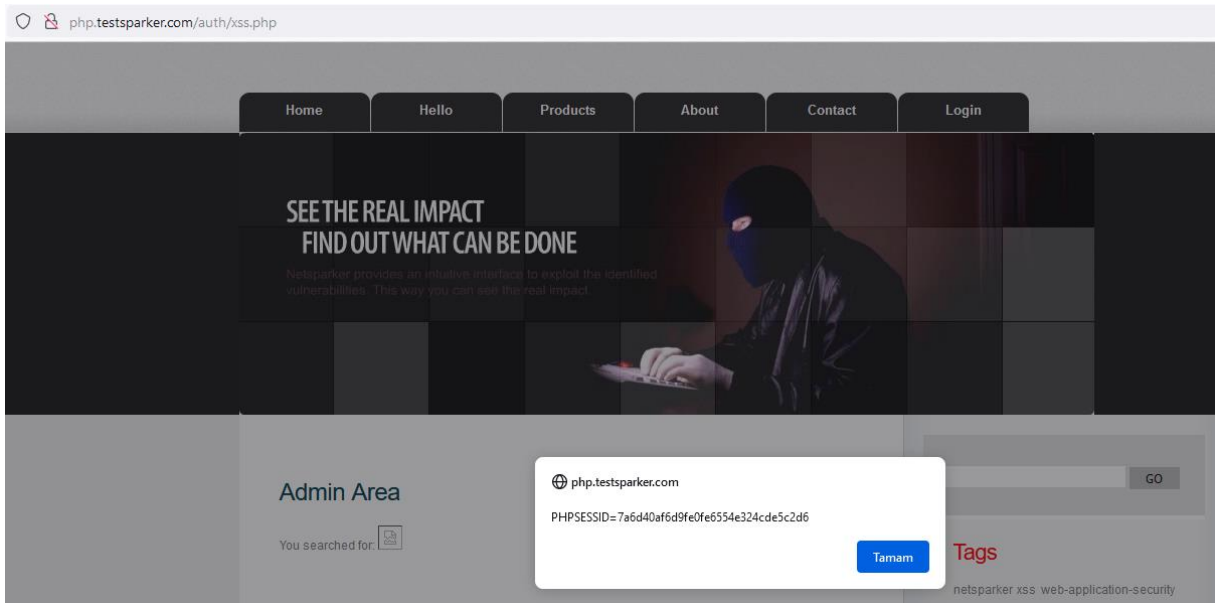 php.testsparker.com/auth/xss.php
Home Hello Products About Contact Login
SEE THE REAL IMPACT
FIND OUT WHAT CAN BE DONE
Netsparker provides an intuitive interface to exploit the identified
vulnerabilities. This way you can see the real impact.
Admin Area
You searched for:
php.testsparker.com
PHPSESSID=7a6d40af6d9fe0fe6554e324cde5c2d6
Tamam
GO
Tags
netsparker xss web-application-security